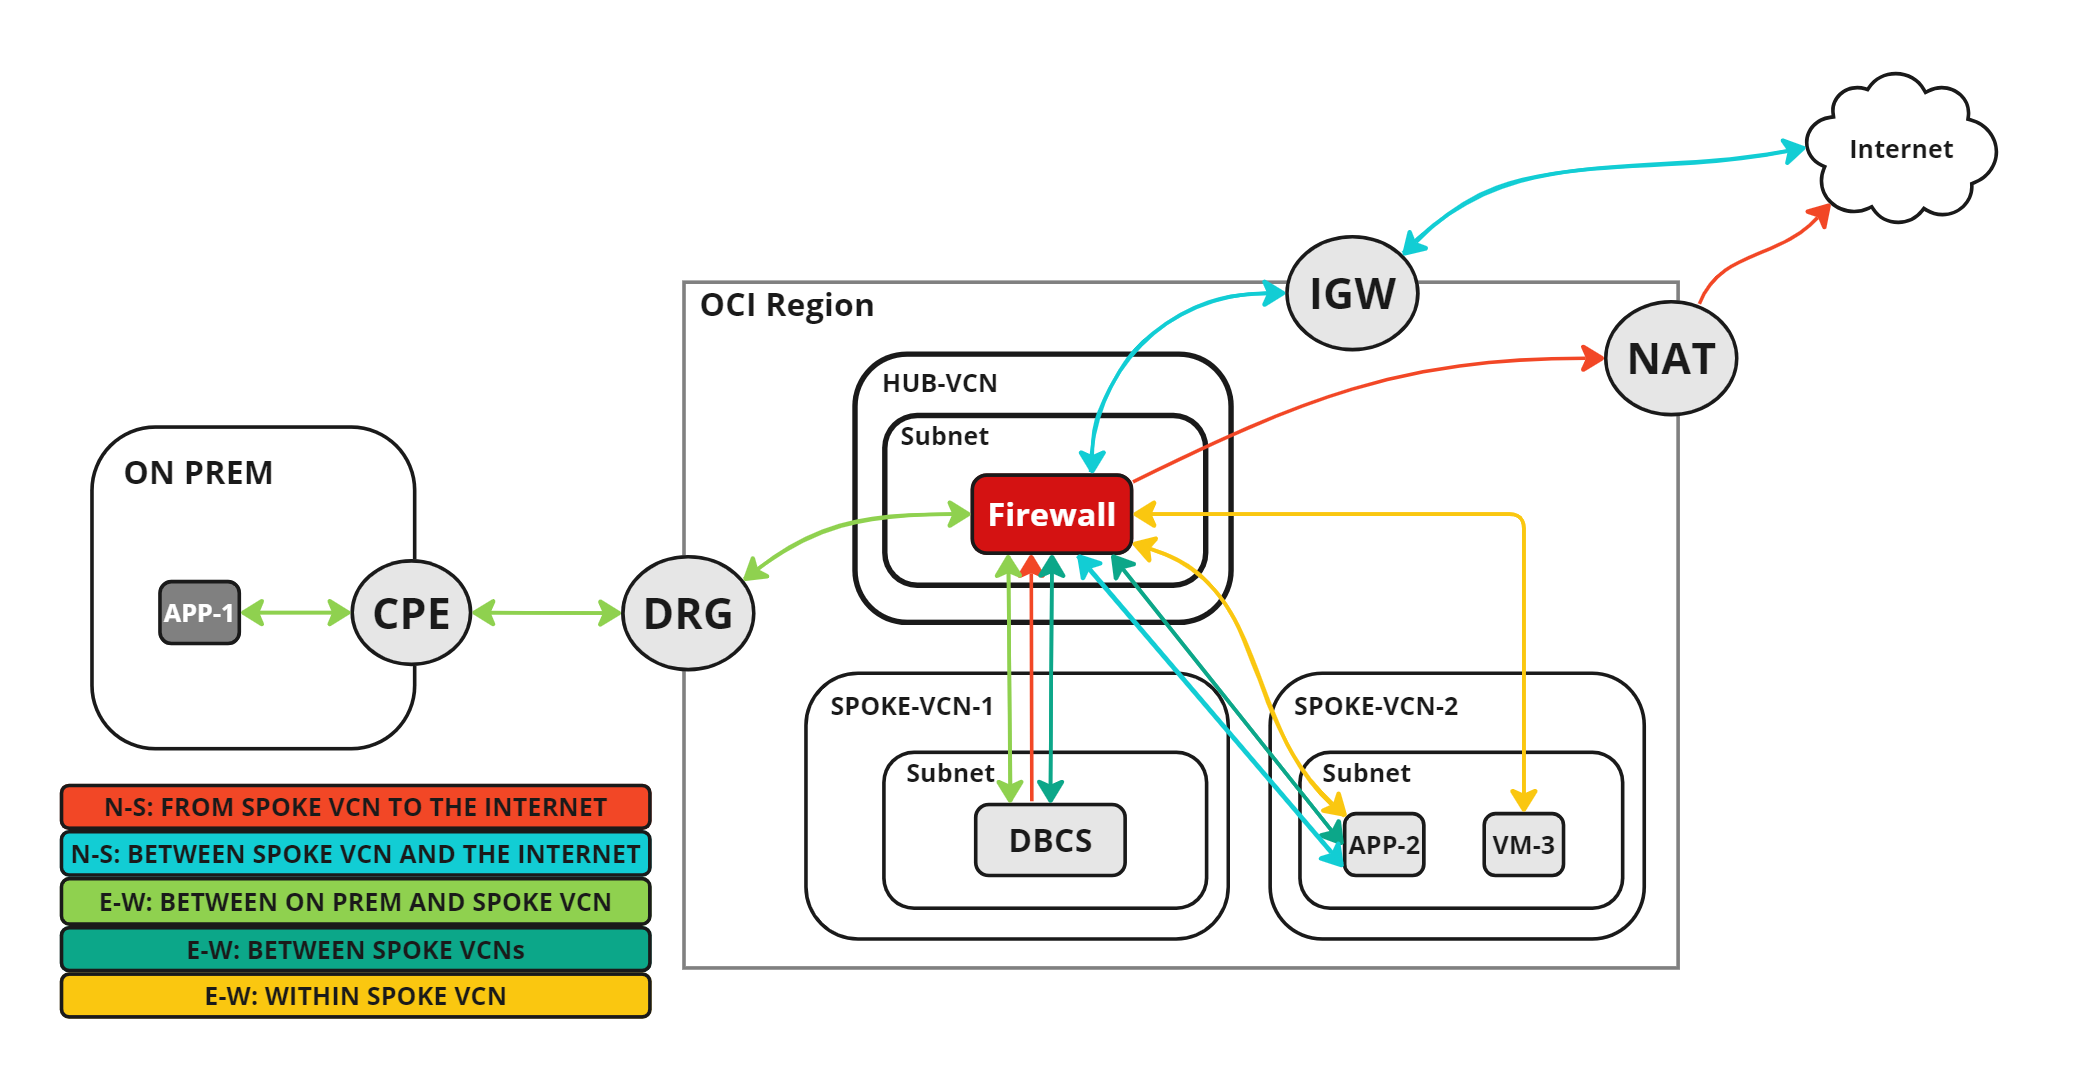 Internet
IGW
OCI Region
NAT
HUB-VCN
Subnet
ON PREM
Firewall
APP-1
CPE
DRG
SPOKE-VCN-1
SPOKE-VCN-2
Subnet
Subnet
DBCS
APP-2
VM-3
N-S: FROM SPOKE VCN TO THE INTERNET
N-S: BETWEEN SPOKE VCN AND THE INTERNET
E-W: BETWEEN ON PREM AND SPOKE VCN
E-W: BETWEEN SPOKE VCNs
E-W: WITHIN SPOKE VCN